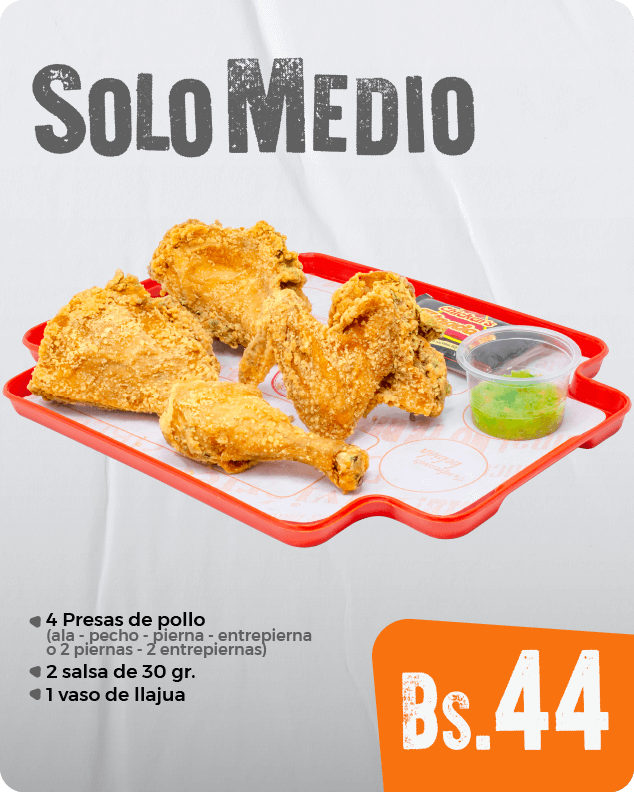 SOLO MEDIO
4 Presas de pollo
(ala - pecho - pierna - entrepierna
o 2 piernas - 2 entrepiernas)
2 salsa de 30 gr.
1 vaso de llajua
Bs.44